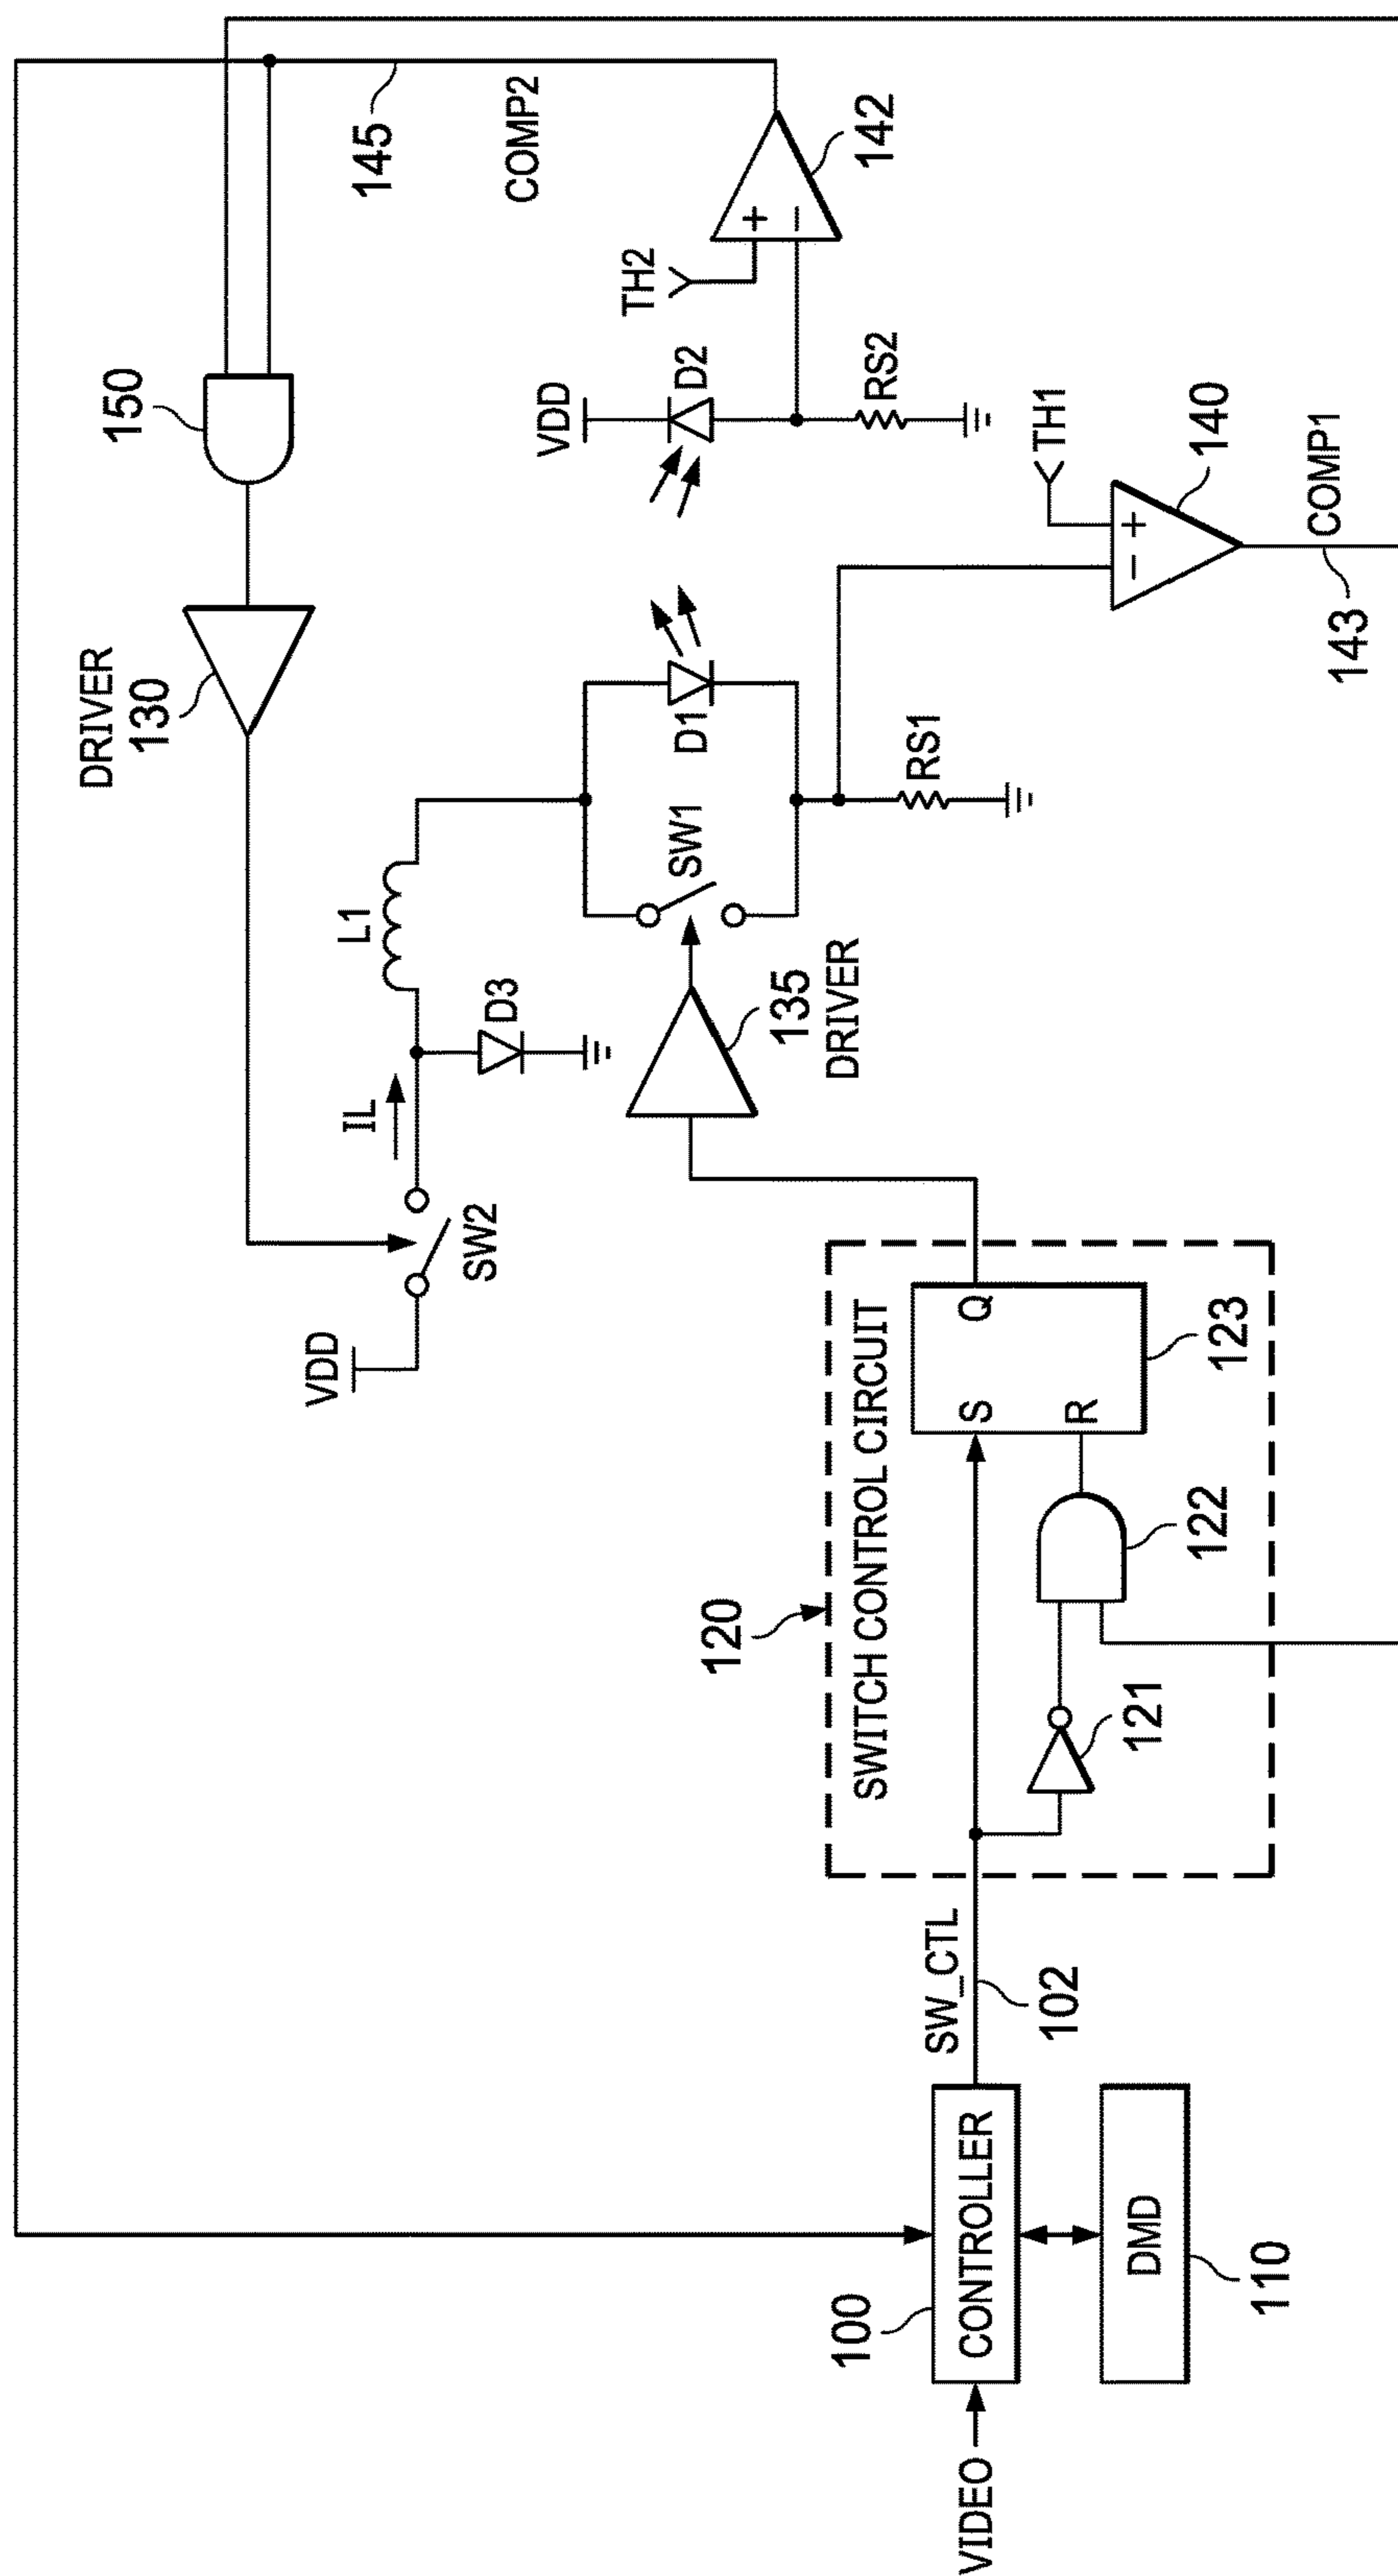 VIDEO
100
CONTROLLER
DMD
110
SW_CTL
102
120
SWITCH CONTROL CIRCUIT
121
122
S
R
Q
123
VDD
SW2
IL
D3
L1
135
DRIVER
SW1
D1
RS1
DRIVER
130
150
VDD
D2
RS2
TH2
+
−
142
COMP2
145
TH1
+
−
140
COMP1
143